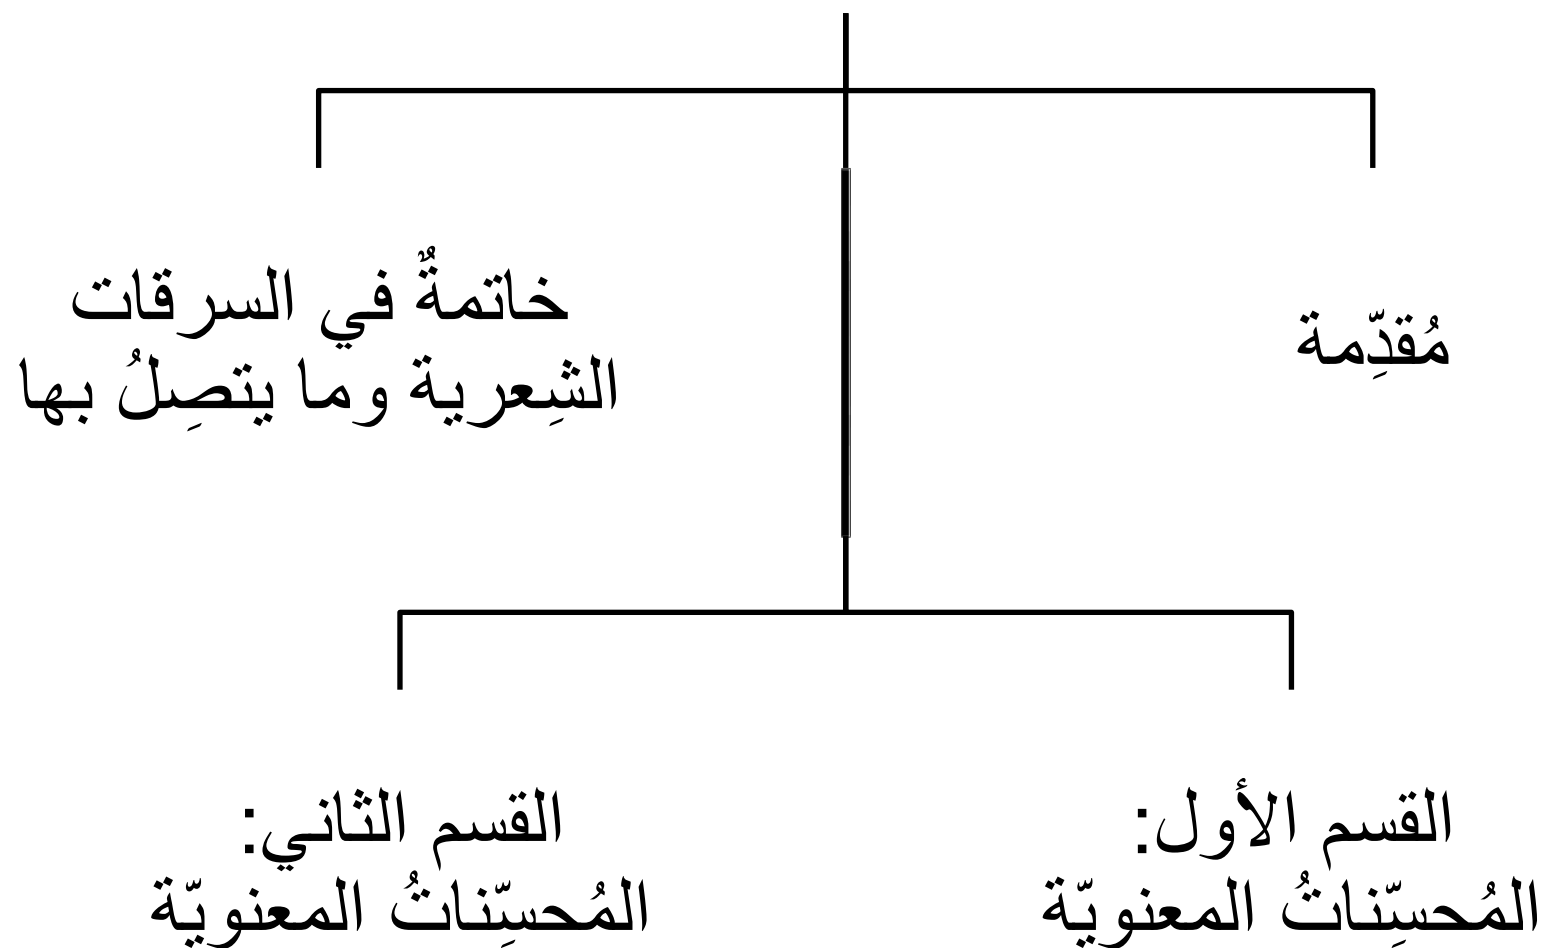 مُقدِّمة
خاتمةٌ في السرقات
الشِعرية وما يتصِلُ بها
القسم الأول:
المُحسِّناتُ المعنويّة
القسم الثاني:
المُحسِّناتُ المعنويّة